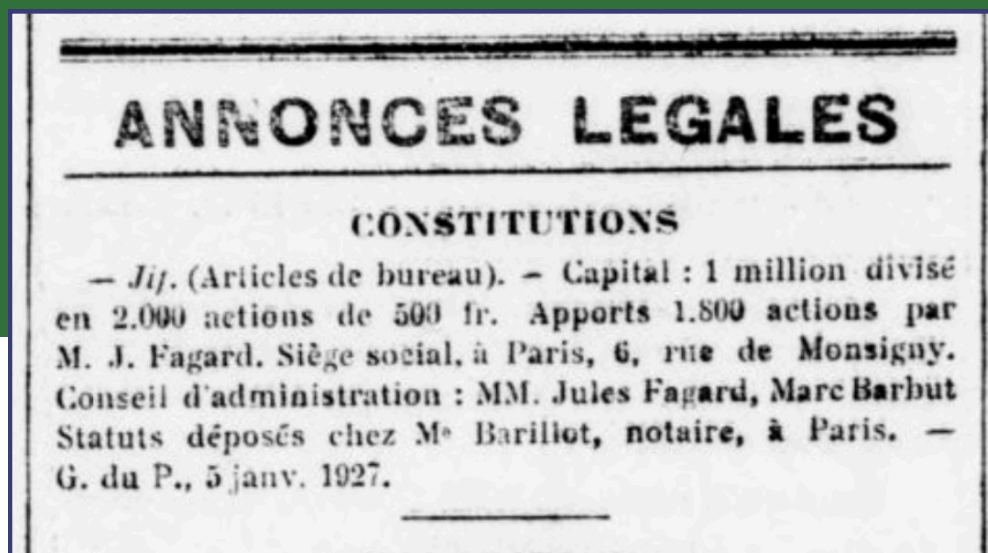 ANNONCES LEGALES
CONSTITUTIONS
— Jif. (Articles de bureau). — Capital : 1 million divisé
en 2.000 actions de 500 fr. Apports 1.800 actions par
M. J. Fagard. Siège social, à Paris, 6, rue de Monsigny.
Conseil d'administration : MM. Jules Fagard, Marc Barbut
Statuts déposés chez Mᵉ Barillot, notaire, à Paris. —
G. du P., 5 janv. 1927.